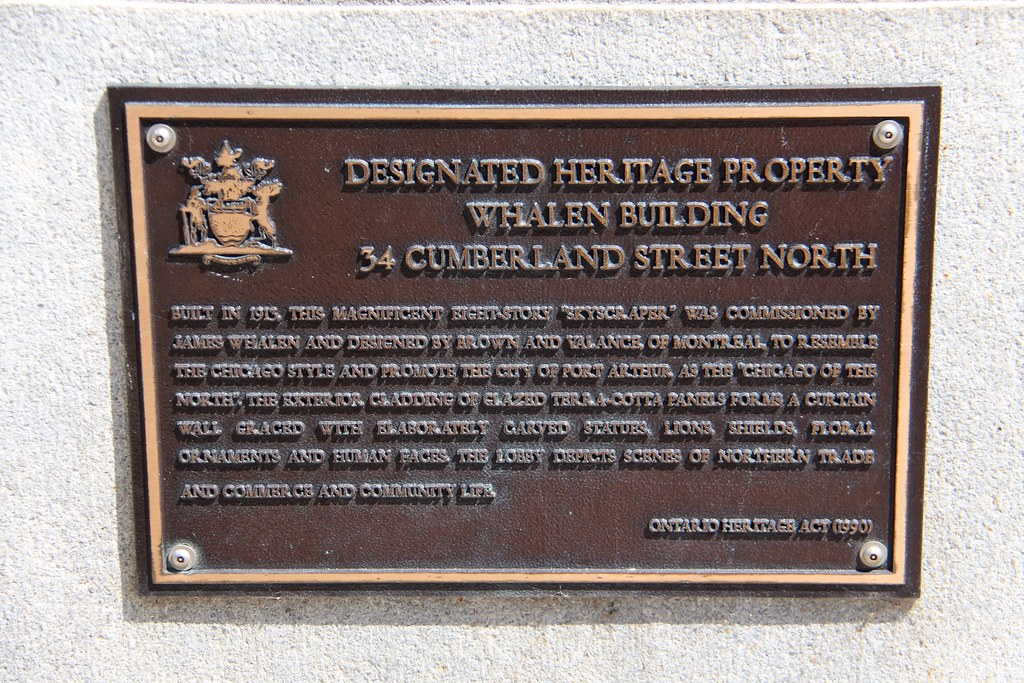 DESIGNATED HERITAGE PROPERTY
WHALEN BUILDING
34 CUMBERLAND STREET NORTH
BUILT IN 1913, THIS MAGNIFICENT EIGHT-STORY "SKYSCRAPER" WAS COMMISSIONED BY
JAMES WHALEN AND DESIGNED BY BROWN AND VALANCE, OF MONTREAL, TO RESEMBLE
THE CHICAGO STYLE AND PROMOTE THE CITY OF PORT ARTHUR AS THE "CHICAGO OF THE
NORTH". THE EXTERIOR CLADDING OF GLAZED TERRA-COTTA PANELS FORMS A CURTAIN
WALL GRACED WITH ELABORATELY CARVED STATUES, LIONS, SHIELDS, FLORAL
ORNAMENTS AND HUMAN FACES. THE LOBBY DEPICTS SCENES OF NORTHERN TRADE
AND COMMERCE AND COMMUNITY LIFE.
ONTARIO HERITAGE ACT (1990)